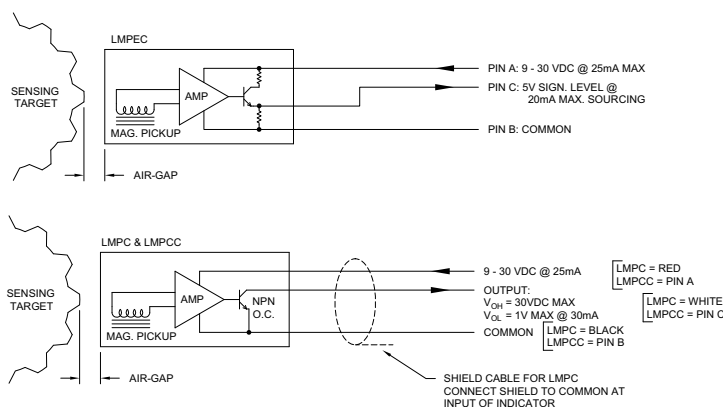 LMPEC
SENSING
TARGET
AMP
MAG. PICKUP
PIN A: 9 - 30 VDC @ 25mA MAX
PIN C: 5V SIGN. LEVEL @
20mA MAX. SOURCING
PIN B: COMMON
AIR-GAP
LMPC & LMPCC
SENSING
TARGET
AMP
NPN
O.C.
MAG. PICKUP
9 - 30 VDC @ 25mA
LMPC = RED
LMPCC = PIN A
OUTPUT:
VOH = 30VDC MAX
VOL = 1V MAX @ 30mA
LMPC = WHITE
LMPCC = PIN C
COMMON
LMPC = BLACK
LMPCC = PIN B
AIR-GAP
SHIELD CABLE FOR LMPC
CONNECT SHIELD TO COMMON AT
INPUT OF INDICATOR